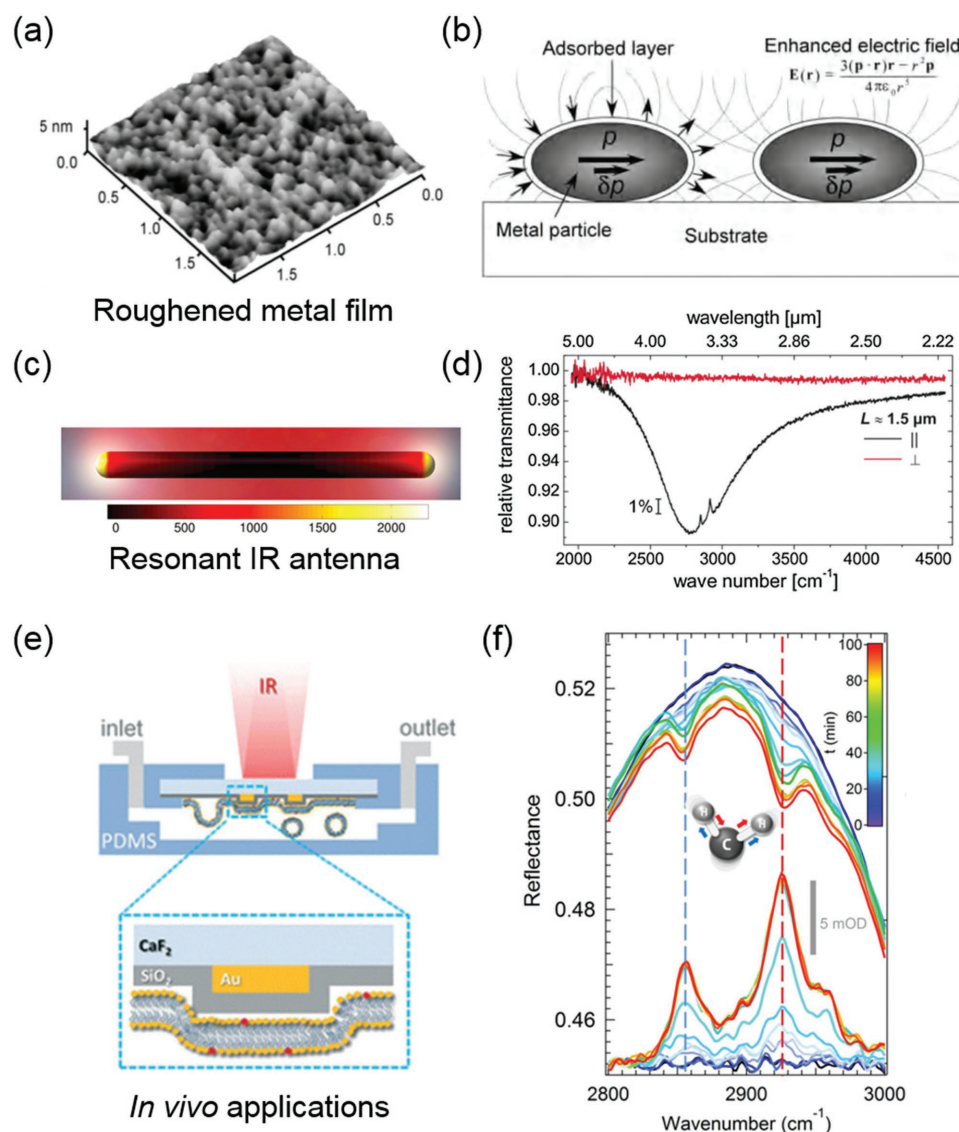 (a)
5 nm
0.0
0.5
1.0
1.5
0.0
0.5
1.0
1.5
Roughened metal film
(b)
Adsorbed layer
Enhanced electric field
E(r) = 3(p · r)r − r²p
4πε₀r⁵
p
δp
p
δp
Metal particle
Substrate
(c)
0 500 1000 1500 2000
Resonant IR antenna
(d)
wavelength [µm]
5.00 4.00 3.33 2.86 2.50 2.22
relative transmittance
1.00
0.98
0.96
0.94
0.92
0.90
L ≈ 1.5 µm
||
⊥
1%
2000 2500 3000 3500 4000 4500
wave number [cm⁻¹]
(e)
IR
inlet
outlet
PDMS
CaF₂
SiO₂
Au
In vivo applications
(f)
Reflectance
0.52
0.50
0.48
0.46
100
80
60
40
20
0
t (min)
H
H
C
5 mOD
2800 2900 3000
Wavenumber (cm⁻¹)